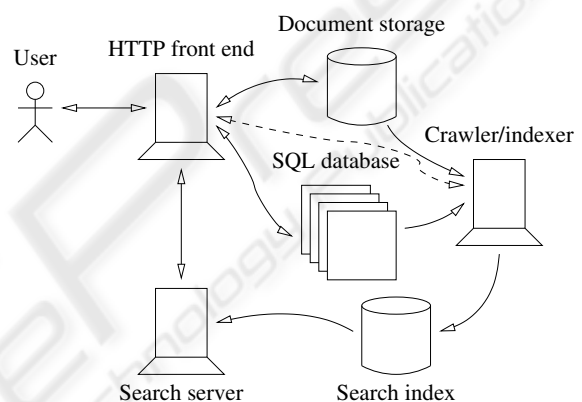 Document storage
HTTP front end
User
Crawler/indexer
SQL database
Search server
Search index